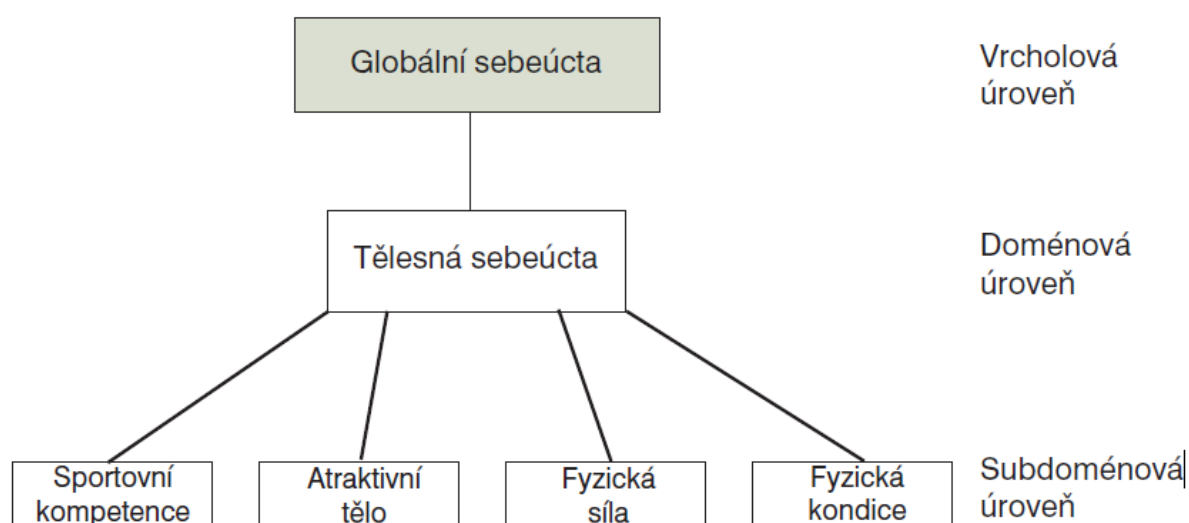 Globální sebeúcta
Vrcholová
úroveň
Tělesná sebeúcta
Doménová
úroveň
Sportovní
kompetence
Atraktivní
tělo
Fyzická
síla
Fyzická
kondice
Subdoménová
úroveň